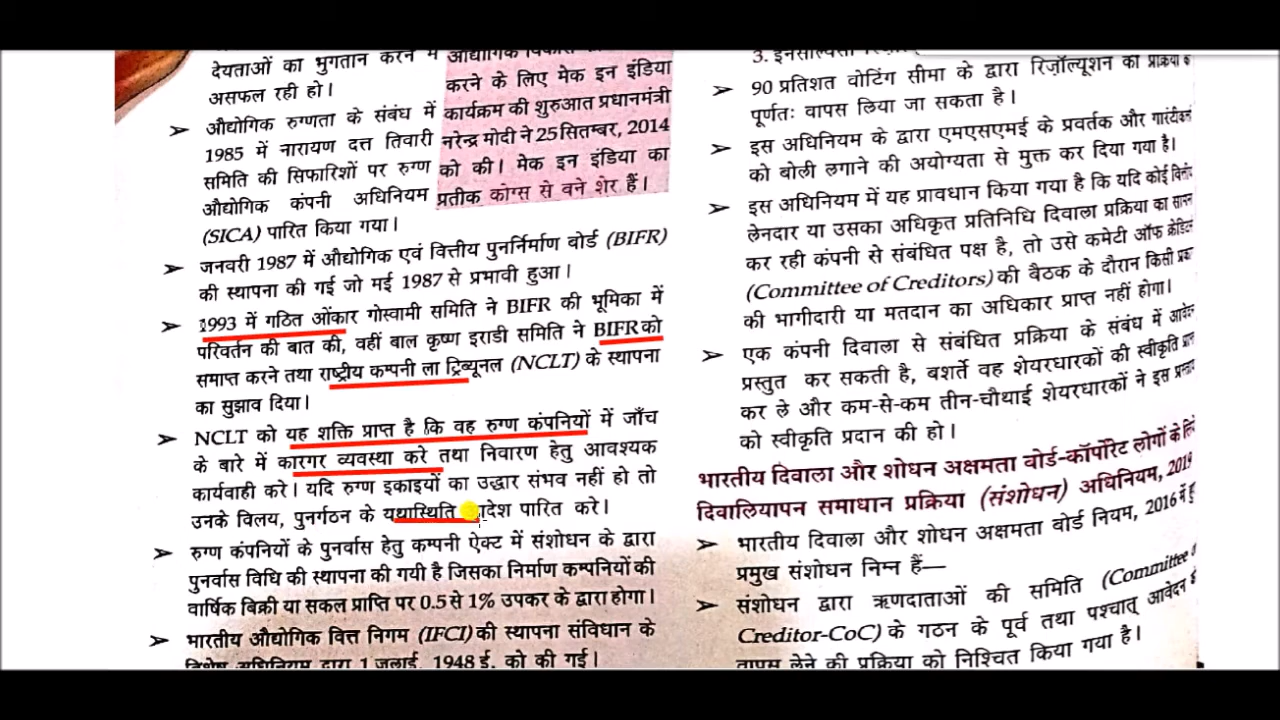 देयताओं का भुगतान करने में
असफल रही हो।
➢ औद्योगिक रुग्णता के संबंध में
1985 में नारायण दत्त तिवारी
समिति की सिफारिशों पर रुग्ण
औद्योगिक कंपनी अधिनियम
(SICA) पारित किया गया।
करने के लिए मेक इन इंडिया
कार्यक्रम की शुरुआत प्रधानमंत्री
नरेन्द्र मोदी ने 25 सितम्बर, 2014
को की। मेक इन इंडिया का
प्रतीक कोग्स से बने शेर हैं।
➢ जनवरी 1987 में औद्योगिक एवं वित्तीय पुनर्निर्माण बोर्ड (BIFR)
की स्थापना की गई जो मई 1987 से प्रभावी हुआ।
➢ 1993 में गठित ओंकार गोस्वामी समिति ने BIFR की भूमिका में
परिवर्तन की बात की, वहीं बाल कृष्ण इराडी समिति ने BIFR को
समाप्त करने तथा राष्ट्रीय कम्पनी ला ट्रिब्यूनल (NCLT) के स्थापना
का सुझाव दिया।
➢ NCLT को यह शक्ति प्राप्त है कि वह रुग्ण कंपनियों में जाँच
के बारे में कारगर व्यवस्था करे तथा निवारण हेतु आवश्यक
कार्यवाही करे। यदि रुग्ण इकाइयों का उद्धार संभव नहीं हो तो
उनके विलय, पुनर्गठन के यथास्थिति पारित करे।
➢ रुग्ण कंपनियों के पुनर्वास हेतु कम्पनी ऐक्ट में संशोधन के द्वारा
पुनर्वास विधि की स्थापना की गयी है जिसका निर्माण कम्पनियों की
वार्षिक बिक्री या सकल प्राप्ति पर 0.5 से 1% उपकर के द्वारा होगा।
➢ भारतीय औद्योगिक वित्त निगम (IFCI) की स्थापना संविधान के
विशेष अधिनियम द्वारा 1 जुलाई, 1948 ई. को की गई।
➢ 90 प्रतिशत वोटिंग सीमा के द्वारा रिज़ॉल्यूशन की प्रक्रिया
पूर्णतः वापस लिया जा सकता है।
➢ इस अधिनियम के द्वारा एमएसएमई के प्रवर्तक और
को बोली लगाने की अयोग्यता से मुक्त कर दिया गया है।
➢ इस अधिनियम में यह प्रावधान किया गया है कि यदि कोई
लेनदार या उसका अधिकृत प्रतिनिधि दिवाला प्रक्रिया का
कर रही कंपनी से संबंधित पक्ष है, तो उसे कमेटी ऑफ
(Committee of Creditors) की बैठक के दौरान किसी
की भागीदारी या मतदान का अधिकार प्राप्त नहीं होगा।
➢ एक कंपनी दिवाला से संबंधित प्रक्रिया के संबंध में
प्रस्तुत कर सकती है, बशर्ते वह शेयरधारकों की स्वीकृति
कर ले और कम-से-कम तीन-चौथाई शेयरधारकों ने इस
को स्वीकृति प्रदान की हो।
भारतीय दिवाला और शोधन अक्षमता बोर्ड-कॉर्पोरेट लोगों के लिये
दिवालियापन समाधान प्रक्रिया (संशोधन) अधिनियम, 2019
➢ भारतीय दिवाला और शोधन अक्षमता बोर्ड नियम, 2016 में
प्रमुख संशोधन निम्न हैं—
➢ संशोधन द्वारा ऋणदाताओं की समिति (Committee
Creditor-CoC) के गठन के पूर्व तथा पश्चात् आवेदन
वापस लेने की प्रक्रिया को निश्चित किया गया है।